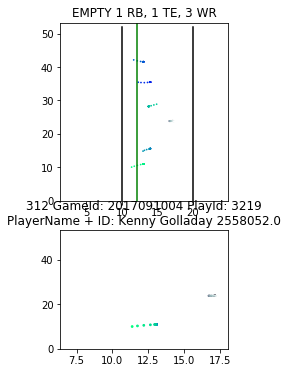 EMPTY 1 RB, 1 TE, 3 WR
50
40
30
20
10
0
5 10 15 20
312 GameId: 2017091004 PlayId: 3219
PlayerName + ID: Kenny Golladay 2558052.0
40
20
0
7.5 10.0 12.5 15.0 17.5